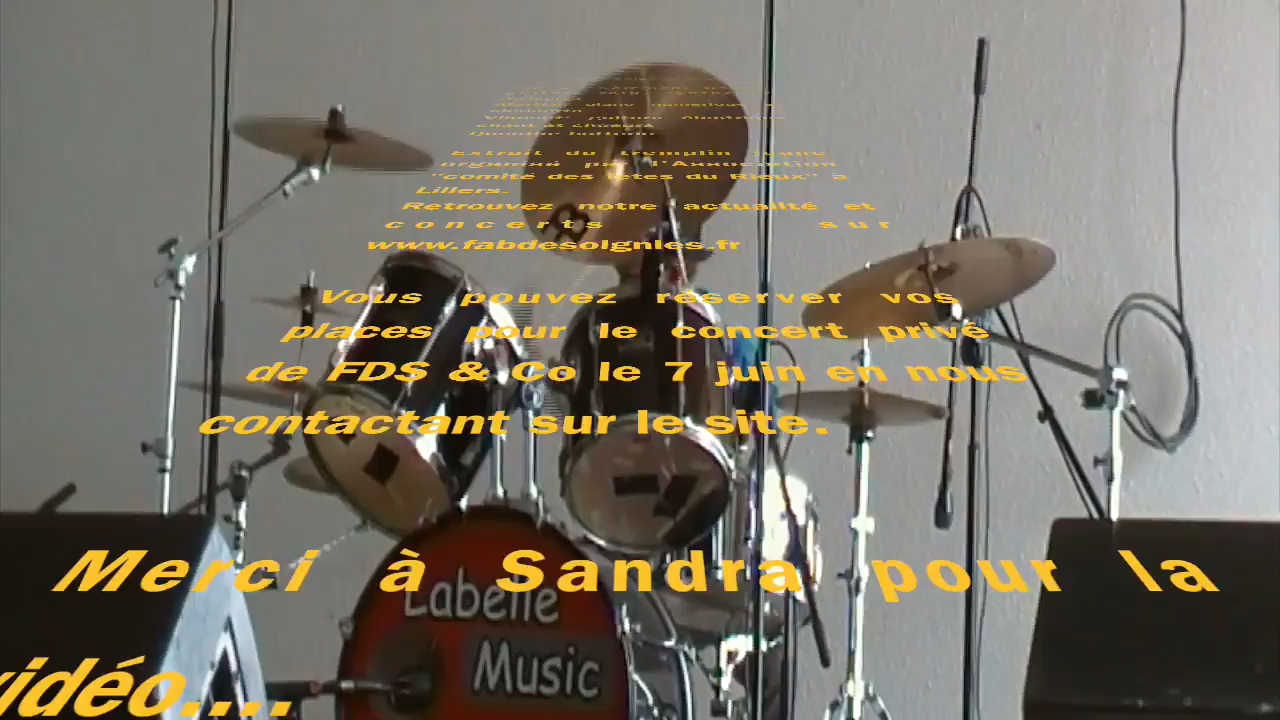 Extrait du tremplin jeune
organisé par l'Association
"comité des fêtes du Rieux" à
Lillers.
Retrouvez notre actualité et
concerts sur
www.fabdesoignies.fr
Vous pouvez réserver vos
places pour le concert privé
de FDS & Co le 7 juin en nous
contactant sur le site.
Merci à Sandra pour la
vidéo....
Labelle
Music